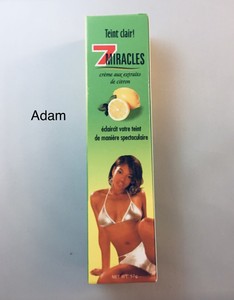 Teint clair!
7 MIRACLES
crème aux extraits
de citron
Adam
éclaircit votre teint
de manière spectaculaire